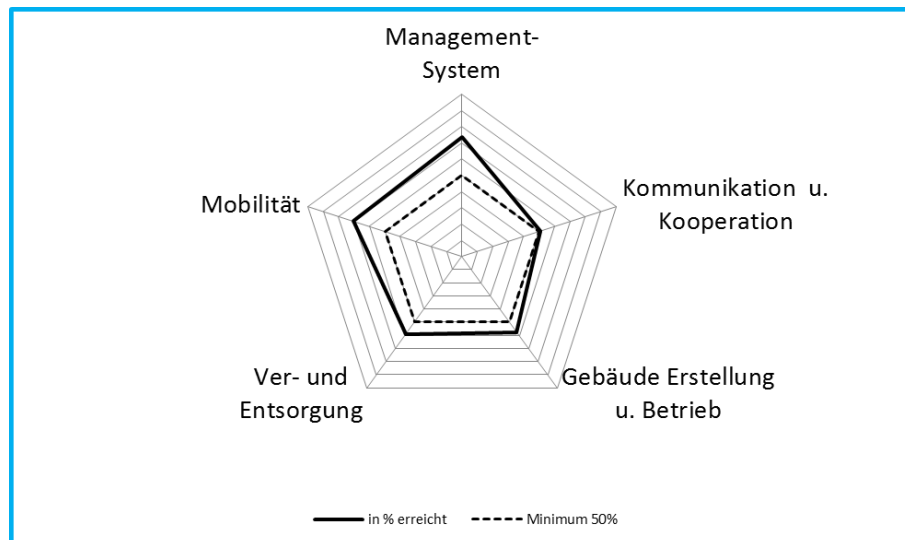 Management-
System
Kommunikation u.
Kooperation
Mobilität
Ver- und
Entsorgung
Gebäude Erstellung
u. Betrieb
in % erreicht
Minimum 50%